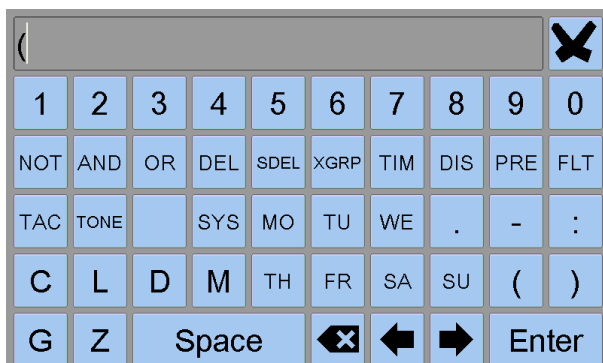 (
1 2 3 4 5 6 7 8 9 0
NOT AND OR DEL SDEL XGRP TIM DIS PRE FLT
TAC TONE SYS MO TU WE . - :
C L D M TH FR SA SU ( )
G Z Space Enter